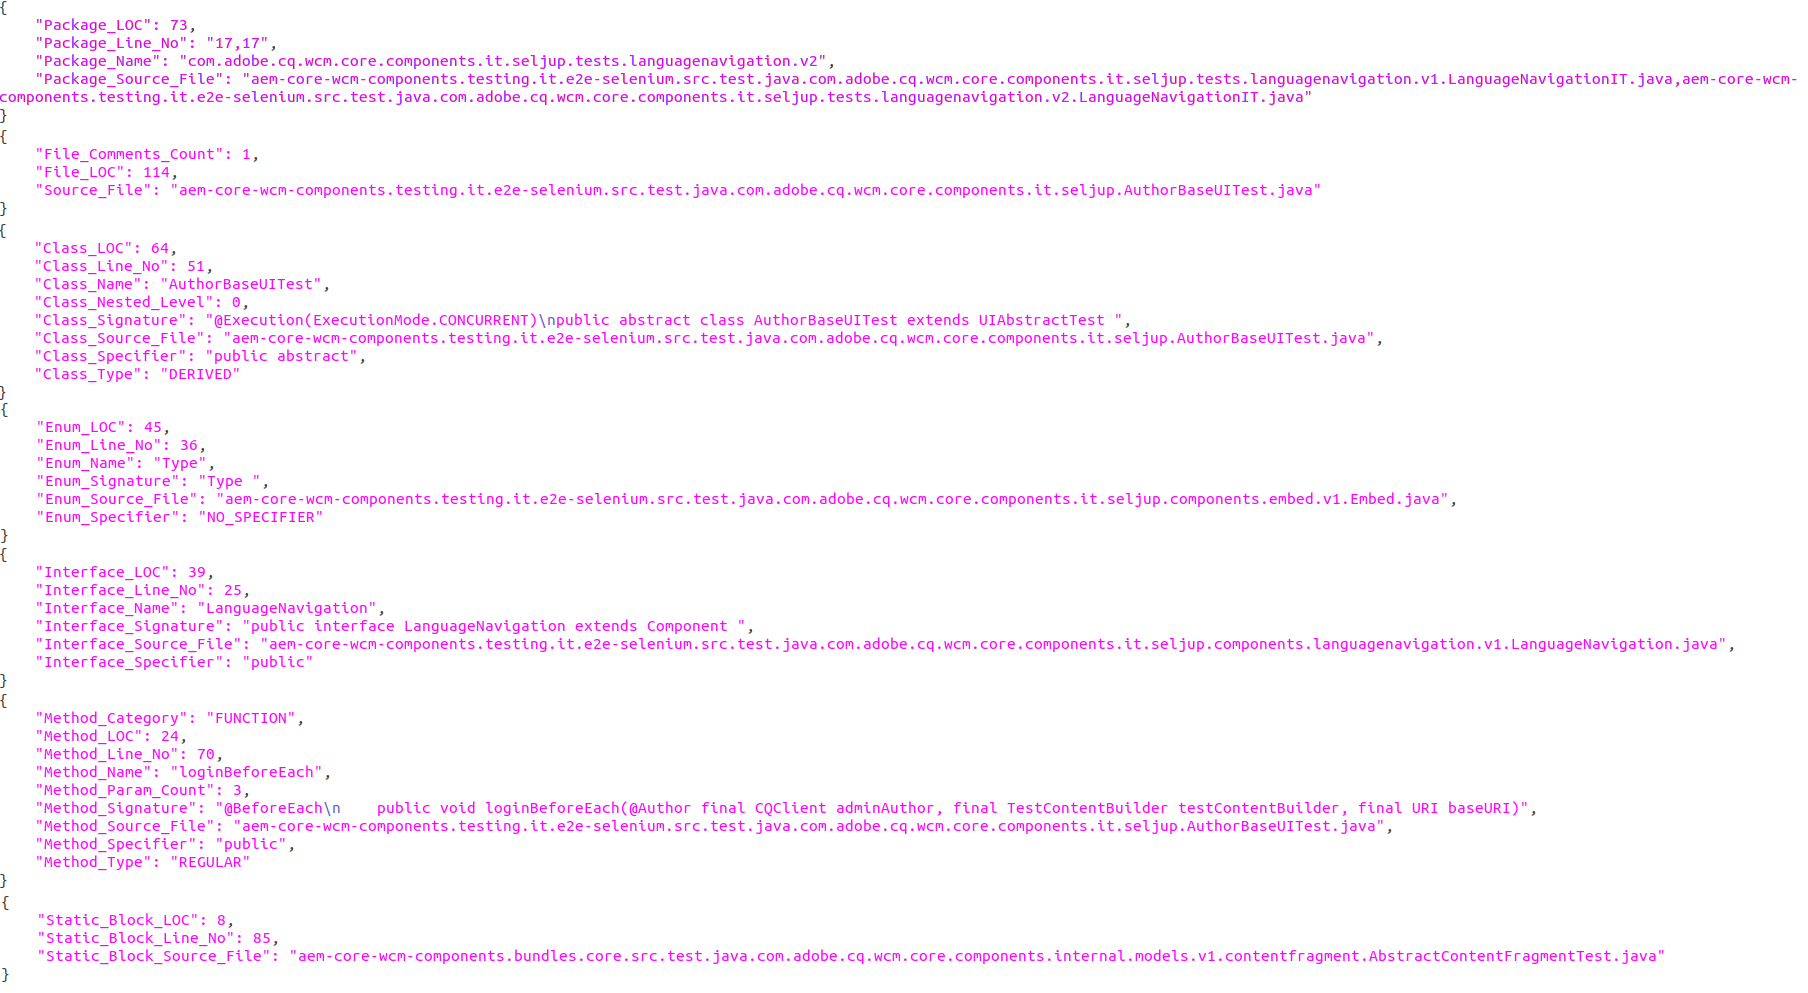 {
    "Package_LOC": 73,
    "Package_Line_No": "17,17",
    "Package_Name": "com.adobe.cq.wcm.core.components.it.seljup.tests.languagenavigation.v2",
    "Package_Source_File": "aem-core-wcm-components.testing.it.e2e-selenium.src.test.java.com.adobe.cq.wcm.core.components.it.seljup.tests.languagenavigation.v1.LanguageNavigationIT.java,aem-core-wcm-
components.testing.it.e2e-selenium.src.test.java.com.adobe.cq.wcm.core.components.it.seljup.tests.languagenavigation.v2.LanguageNavigationIT.java"
}
{
    "File_Comments_Count": 1,
    "File_LOC": 114,
    "Source_File": "aem-core-wcm-components.testing.it.e2e-selenium.src.test.java.com.adobe.cq.wcm.core.components.it.seljup.AuthorBaseUITest.java"
}
{
    "Class_LOC": 64,
    "Class_Line_No": 51,
    "Class_Name": "AuthorBaseUITest",
    "Class_Nested_Level": 0,
    "Class_Signature": "@Execution(ExecutionMode.CONCURRENT)\npublic abstract class AuthorBaseUITest extends UIAbstractTest ",
    "Class_Source_File": "aem-core-wcm-components.testing.it.e2e-selenium.src.test.java.com.adobe.cq.wcm.core.components.it.seljup.AuthorBaseUITest.java",
    "Class_Specifier": "public abstract",
    "Class_Type": "DERIVED"
}
{
    "Enum_LOC": 45,
    "Enum_Line_No": 36,
    "Enum_Name": "Type",
    "Enum_Signature": "Type ",
    "Enum_Source_File": "aem-core-wcm-components.testing.it.e2e-selenium.src.test.java.com.adobe.cq.wcm.core.components.it.seljup.components.embed.v1.Embed.java",
    "Enum_Specifier": "NO_SPECIFIER"
}
{
    "Interface_LOC": 39,
    "Interface_Line_No": 25,
    "Interface_Name": "LanguageNavigation",
    "Interface_Signature": "public interface LanguageNavigation extends Component ",
    "Interface_Source_File": "aem-core-wcm-components.testing.it.e2e-selenium.src.test.java.com.adobe.cq.wcm.core.components.it.seljup.components.languagenavigation.v1.LanguageNavigation.java",
    "Interface_Specifier": "public"
}
{
    "Method_Category": "FUNCTION",
    "Method_LOC": 24,
    "Method_Line_No": 70,
    "Method_Name": "loginBeforeEach",
    "Method_Param_Count": 3,
    "Method_Signature": "@BeforeEach\n    public void loginBeforeEach(@Author final CQClient adminAuthor, final TestContentBuilder testContentBuilder, final URI baseURI)",
    "Method_Source_File": "aem-core-wcm-components.testing.it.e2e-selenium.src.test.java.com.adobe.cq.wcm.core.components.it.seljup.AuthorBaseUITest.java",
    "Method_Specifier": "public",
    "Method_Type": "REGULAR"
}
{
    "Static_Block_LOC": 8,
    "Static_Block_Line_No": 85,
    "Static_Block_Source_File": "aem-core-wcm-components.bundles.core.src.test.java.com.adobe.cq.wcm.core.components.internal.models.v1.contentfragment.AbstractContentFragmentTest.java"
}